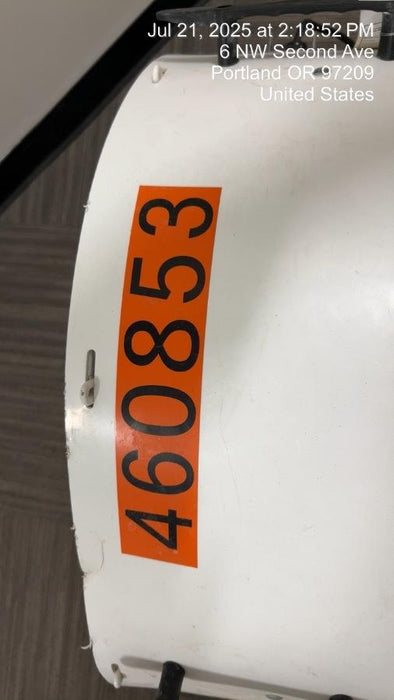 Jul 21, 2025 at 2:18:52 PM
6 NW Second Ave
Portland OR 97209
United States
460853